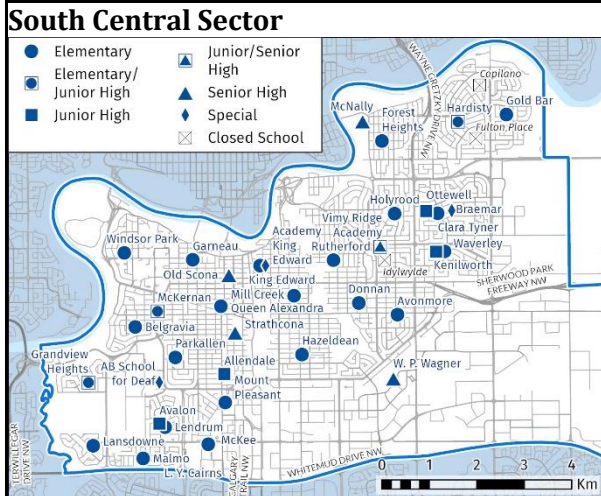 South Central Sector
Elementary
Elementary/
Junior High
Junior High
Junior/Senior
High
Senior High
Special
Closed School
WAYNE GRETZKY DRIVE NW
Capilano
McNally
Forest
Heights
Hardisty
Gold Bar
Fulton Place
Holyrood
Ottewell
Braemar
Vimy Ridge
Academy
Clara Tyner
Academy
King
Edward
Rutherford
Waverley
Kenilworth
Idylwylde
Windsor Park
Garneau
Old Scona
King Edward
SHERWOOD PARK
FREEWAY NW
McKernan
Mill Creek
Queen Alexandra
Donnan
Avonmore
Belgravia
Strathcona
Parkallen
Hazeldean
Grandview
Heights
AB School
for Deaf
Allendale
Mount
Pleasant
W. P. Wagner
Avalon
Lendrum
Lansdowne
McKee
Malmo
L. Y. Cairns
TERWILLEGAR
DRIVE NW
CALGARY
TRAIL NW
WHITEMUD DRIVE NW
0 1 2 3 4
Km